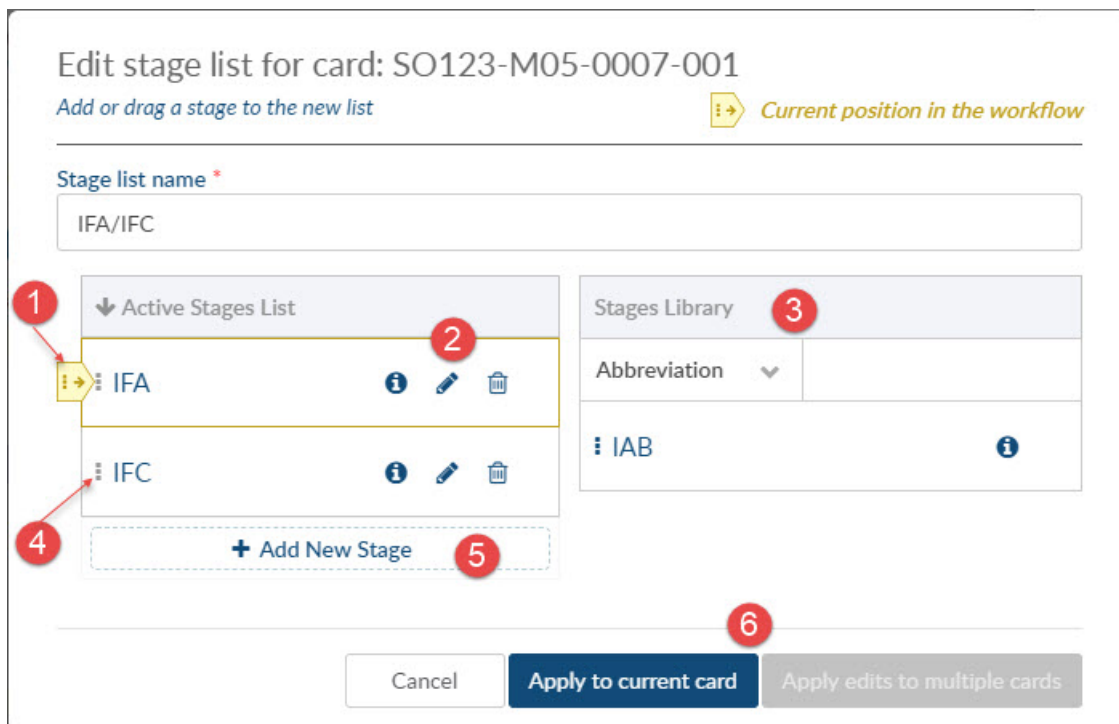 Edit stage list for card: SO123-M05-0007-001
Add or drag a stage to the new list
Current position in the workflow
Stage list name *
IFA/IFC
1
Active Stages List
2
Stages Library
3
IFA
Abbreviation
IFC
IAB
4
+ Add New Stage
5
6
Cancel
Apply to current card
Apply edits to multiple cards